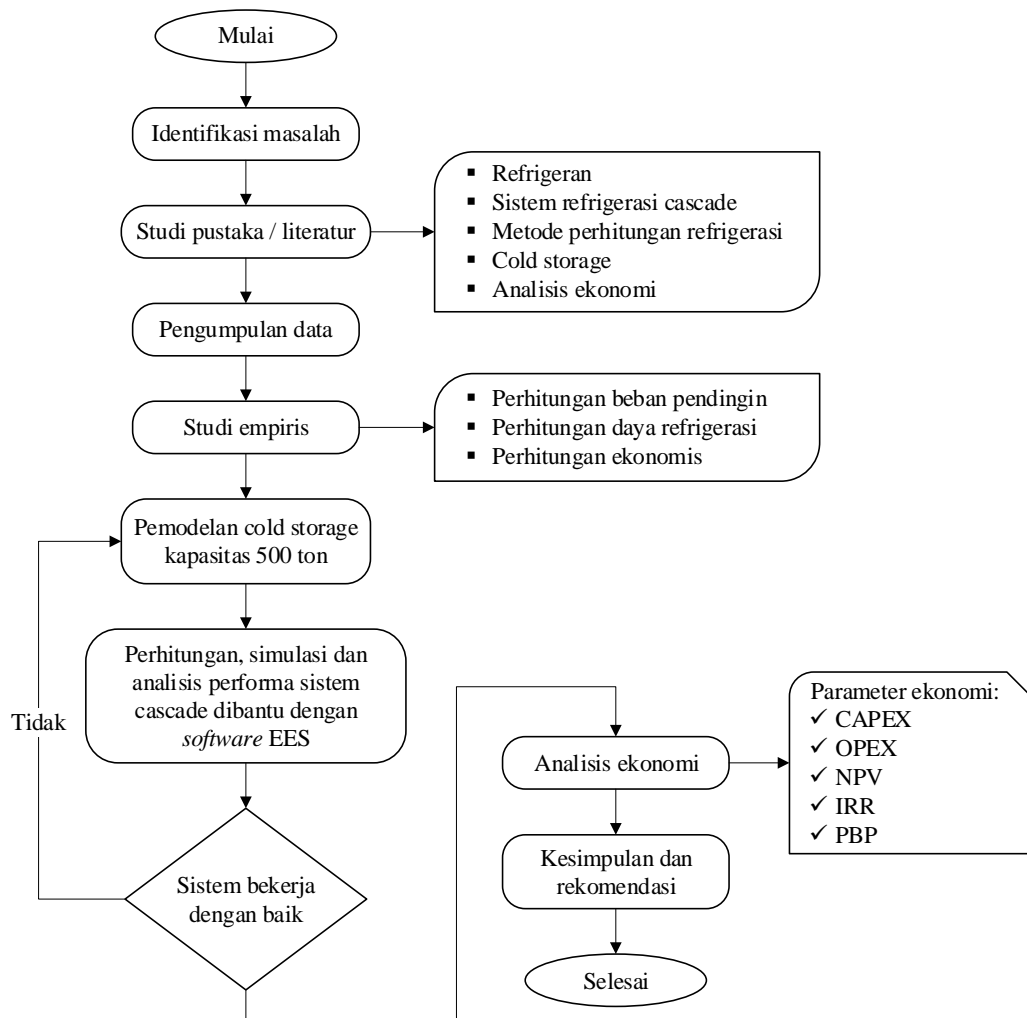 Mulai
Identifikasi masalah
Studi pustaka / literatur
▪ Refrigeran
▪ Sistem refrigerasi cascade
▪ Metode perhitungan refrigerasi
▪ Cold storage
▪ Analisis ekonomi
Pengumpulan data
Studi empiris
▪ Perhitungan beban pendingin
▪ Perhitungan daya refrigerasi
▪ Perhitungan ekonomis
Pemodelan cold storage
kapasitas 500 ton
Perhitungan, simulasi dan
analisis performa sistem
cascade dibantu dengan
software EES
Tidak
Sistem bekerja
dengan baik
Analisis ekonomi
Parameter ekonomi:
✓ CAPEX
✓ OPEX
✓ NPV
✓ IRR
✓ PBP
Kesimpulan dan
rekomendasi
Selesai